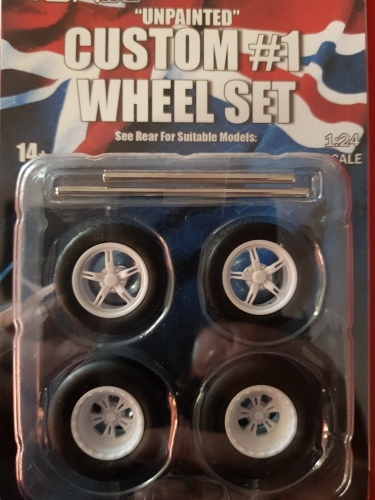 "UNPAINTED"
CUSTOM #1
WHEEL SET
See Rear For Suitable Models:
14+
1:24
SCALE